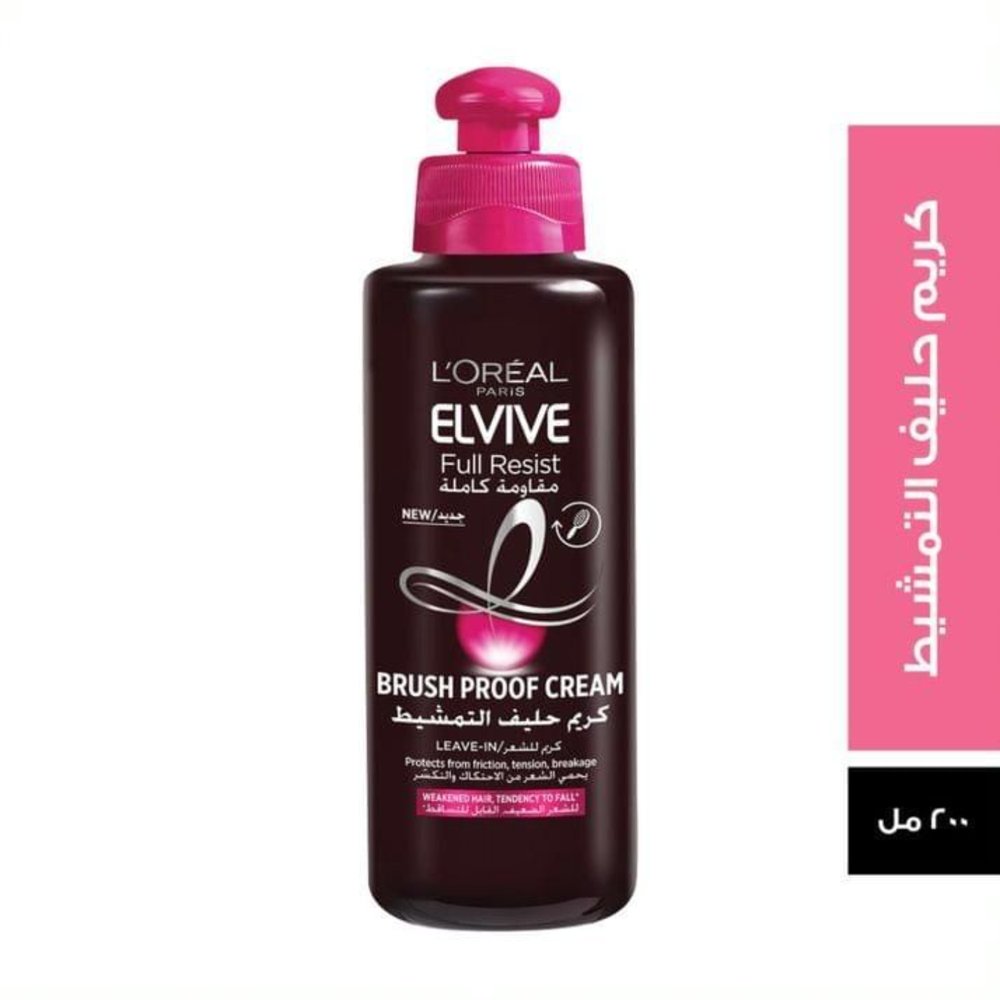 L'ORÉAL
PARIS
ELVIVE
Full Resist
مقاومة كاملة
NEW/جديد
BRUSH PROOF CREAM
كريم حليف التمشيط
LEAVE-IN/كريم للشعر
Protects from friction, tension, breakage
يحمي الشعر من الاحتكاك والتكسّر
WEAKENED HAIR, TENDENCY TO FALL*
للشعر الضعيف، القابل للتساقط*
كريم حليف التمشيط
٢٠٠ مل